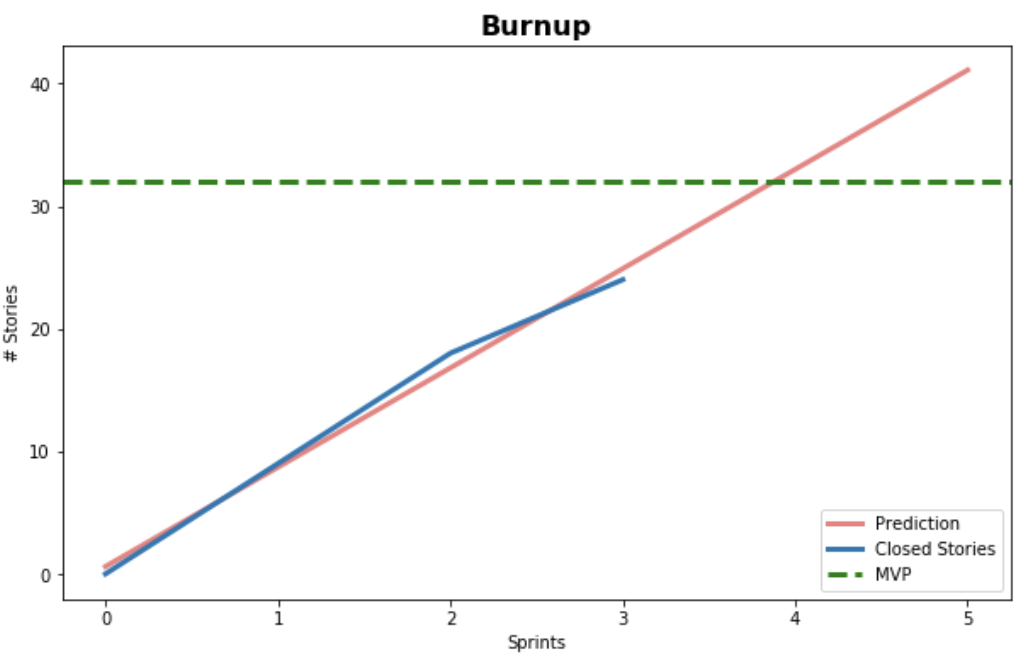 Burnup
40
30
20
10
0
# Stories
0 1 2 3 4 5
Sprints
Prediction
Closed Stories
MVP